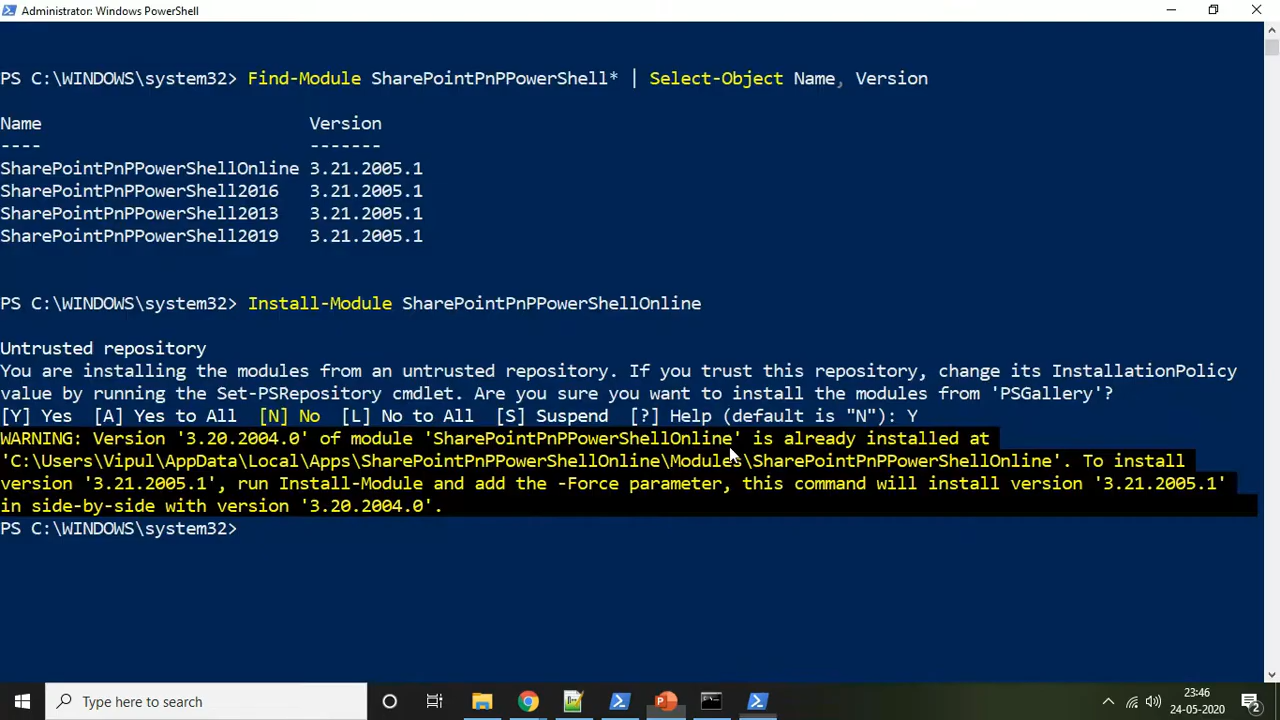 Administrator: Windows PowerShell
PS C:\WINDOWS\system32> Find-Module SharePointPnPPowerShell* | Select-Object Name, Version
Name Version
---- -------
SharePointPnPPowerShellOnline 3.21.2005.1
SharePointPnPPowerShell2016 3.21.2005.1
SharePointPnPPowerShell2013 3.21.2005.1
SharePointPnPPowerShell2019 3.21.2005.1
PS C:\WINDOWS\system32> Install-Module SharePointPnPPowerShellOnline
Untrusted repository
You are installing the modules from an untrusted repository. If you trust this repository, change its InstallationPolicy
value by running the Set-PSRepository cmdlet. Are you sure you want to install the modules from 'PSGallery'?
[Y] Yes [A] Yes to All [N] No [L] No to All [S] Suspend [?] Help (default is "N"): Y
WARNING: Version '3.20.2004.0' of module 'SharePointPnPPowerShellOnline' is already installed at
'C:\Users\Vipul\AppData\Local\Apps\SharePointPnPPowerShellOnline\Modules\SharePointPnPPowerShellOnline'. To install
version '3.21.2005.1', run Install-Module and add the -Force parameter, this command will install version '3.21.2005.1'
in side-by-side with version '3.20.2004.0'.
PS C:\WINDOWS\system32>
Type here to search
23:46
24-05-2020
2